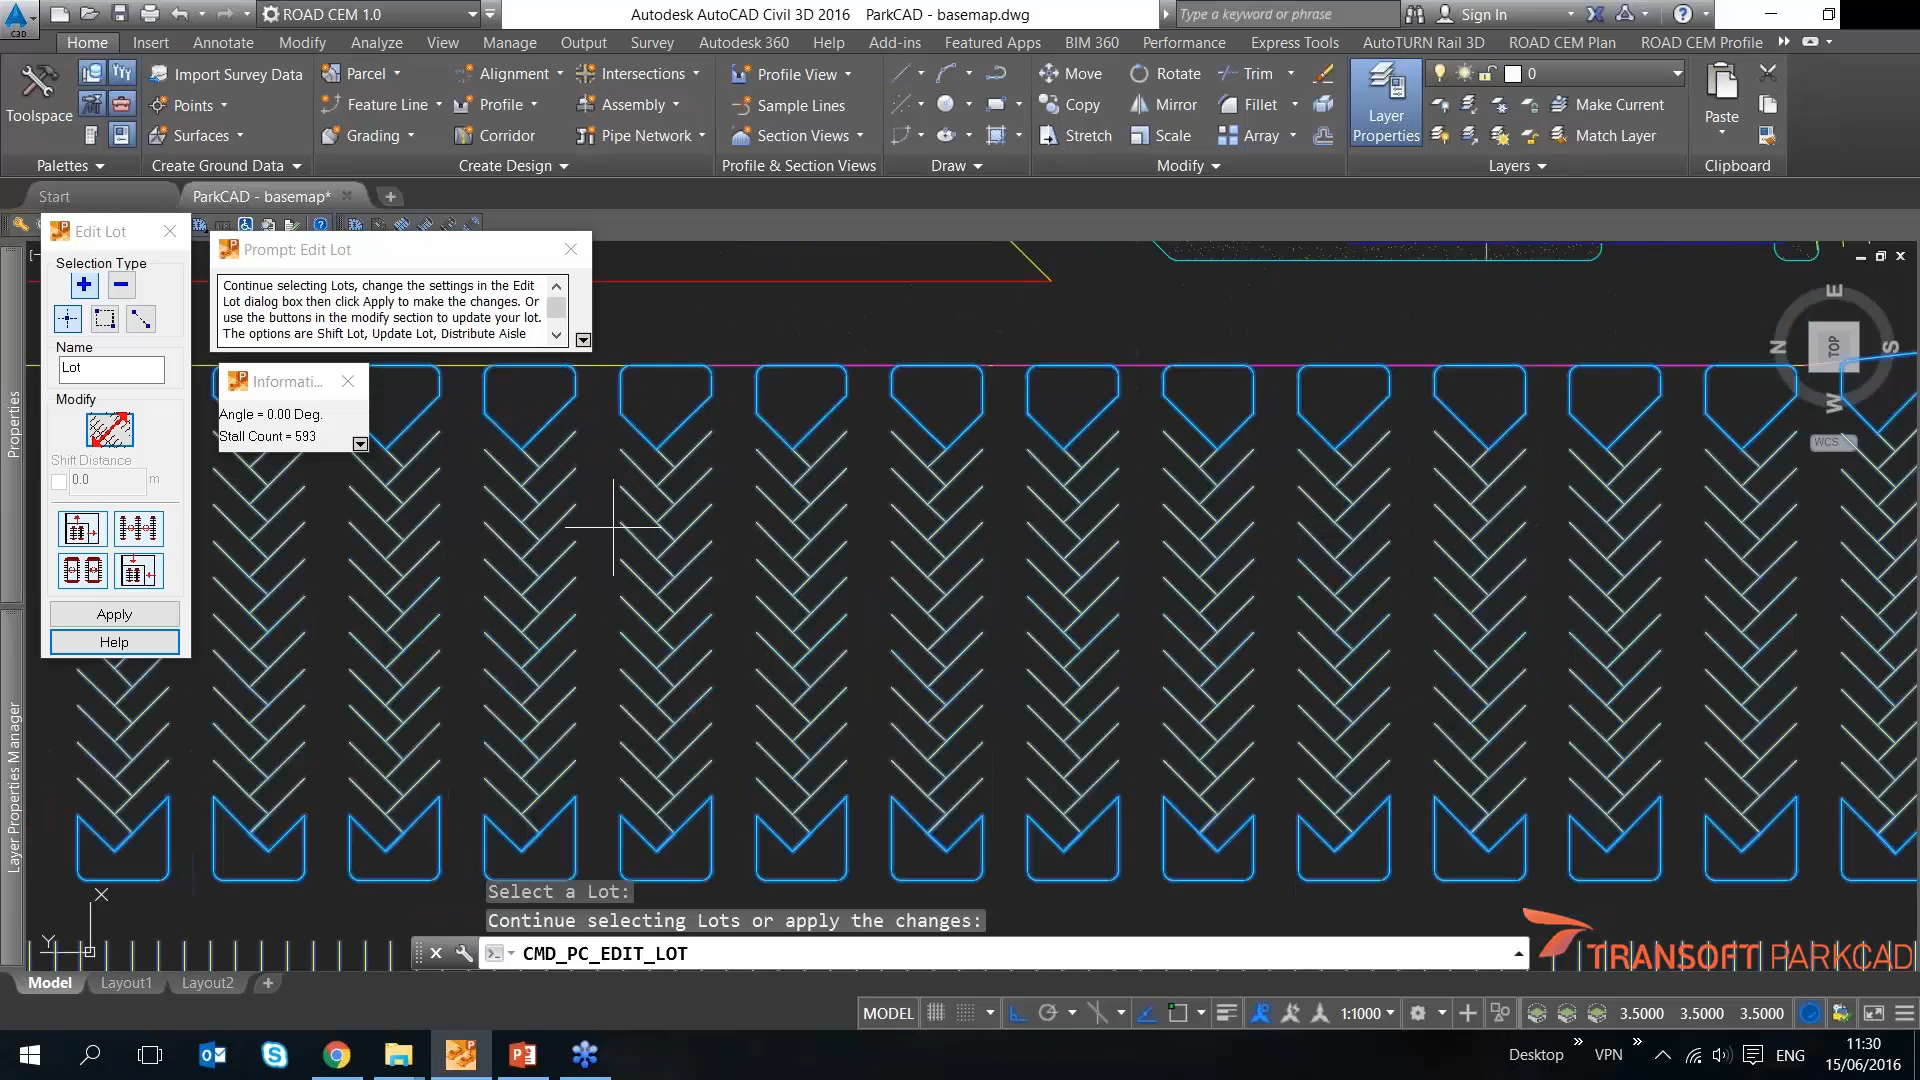 ROAD CEM 1.0
Autodesk AutoCAD Civil 3D 2016 ParkCAD - basemap.dwg
Type a keyword or phrase
Sign In
C3D
Home Insert Annotate Modify Analyze View Manage Output Survey Autodesk 360 Help Add-ins Featured Apps BIM 360 Performance Express Tools AutoTURN Rail 3D ROAD CEM Plan ROAD CEM Profile
Import Survey Data Parcel Alignment Intersections Profile View Move Rotate Trim 0
Toolspace Points Feature Line Profile Assembly Sample Lines Copy Mirror Fillet Layer Properties Make Current Paste
Surfaces Grading Corridor Pipe Network Section Views Stretch Scale Array Match Layer
Palettes Create Ground Data Create Design Profile & Section Views Draw Modify Layers Clipboard
Start ParkCAD - basemap*
Edit Lot
Selection Type
Name
Lot
Modify
Shift Distance
0.0 m
Apply
Help
Prompt: Edit Lot
Continue selecting Lots, change the settings in the Edit
Lot dialog box then click Apply to make the changes. Or
use the buttons in the modify section to update your lot.
The options are Shift Lot, Update Lot, Distribute Aisle
Informati...
Angle = 0.00 Deg.
Stall Count = 593
Properties
Layer Properties Manager
[-
E
N TOP S
W
WCS
X
Y
Select a Lot:
Continue selecting Lots or apply the changes:
CMD_PC_EDIT_LOT
TRANSOFT PARKCAD
Model Layout1 Layout2
MODEL 1:1000 3.5000 3.5000 3.5000
Desktop VPN ENG
11:30
15/06/2016